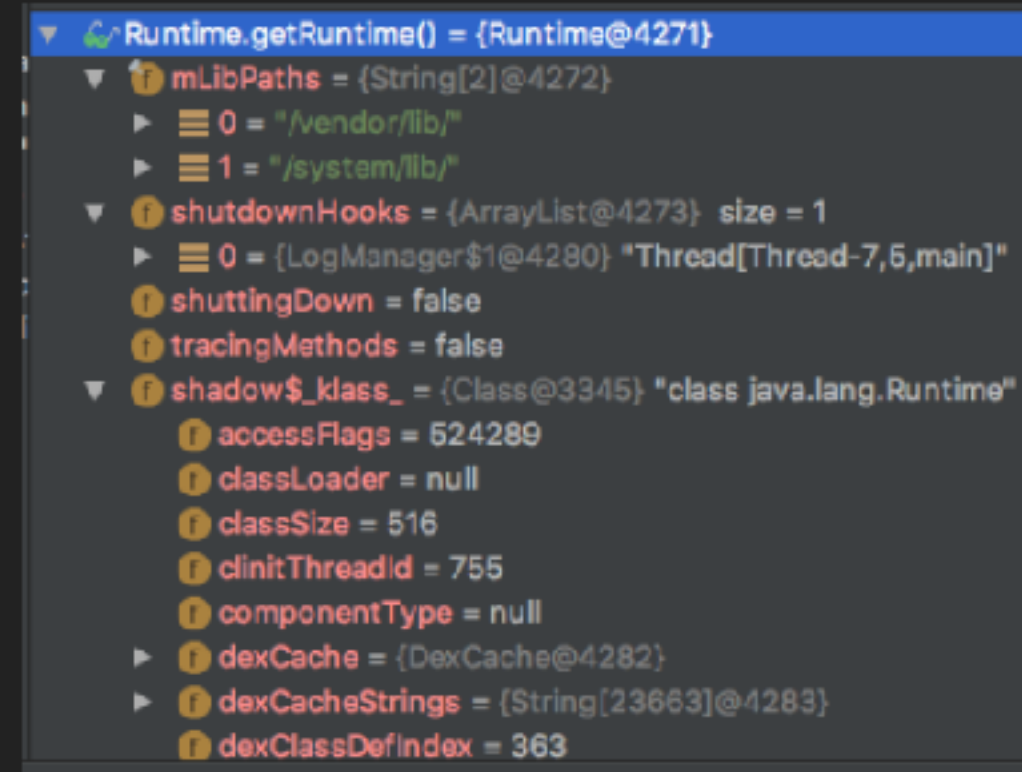 Runtime.getRuntime() = {Runtime@4271}
mLibPaths = {String[2]@4272}
0 = "/vendor/lib/"
1 = "/system/lib/"
shutdownHooks = {ArrayList@4273} size = 1
0 = {LogManager$1@4280} "Thread[Thread-7,5,main]"
shuttingDown = false
tracingMethods = false
shadow$_klass_ = {Class@3345} "class java.lang.Runtime"
accessFlags = 524289
classLoader = null
classSize = 516
clinitThreadId = 755
componentType = null
dexCache = {DexCache@4282}
dexCacheStrings = {String[23663]@4283}
dexClassDefIndex = 363